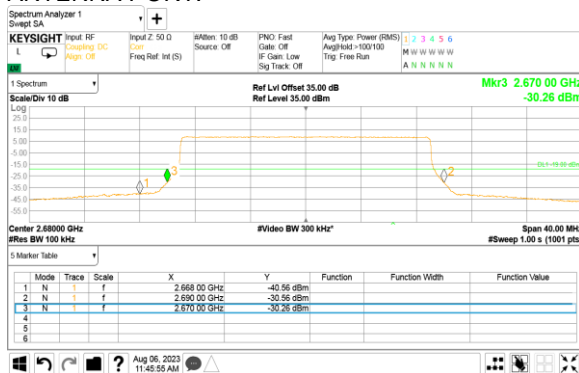 Spectrum Analyzer 1
Swept SA
KEYSIGHT Input: RF Input Z: 50 Ω #Atten: 10 dB PNO: Fast Avg Type: Power (RMS) 1 2 3 4 5 6
L Coupling: DC Corr Source: Off Gate: Off Avg|Hold:>100/100 M W W W W W
Align: Off Freq Ref: Int (S) IF Gain: Low Trig: Free Run A N N N N N
Sig Track: Off
1 Spectrum Ref Lvl Offset 35.00 dB Mkr3 2.670 00 GHz
Scale/Div 10 dB Ref Level 35.00 dBm -30.26 dBm
Log
25.0
15.0
5.00
-5.00
-15.0
-25.0
-35.0
-45.0
-55.0
1
3
2
Center 2.68000 GHz #Video BW 300 kHz* Span 40.00 MHz
#Res BW 100 kHz #Sweep 1.00 s (1001 pts)
5 Marker Table
Mode Trace Scale X Y Function Function Width Function Value
1 N 1 f 2.668 00 GHz -40.56 dBm
2 N 1 f 2.690 00 GHz -30.56 dBm
3 N 1 f 2.670 00 GHz -30.26 dBm
4
5
6
? Aug 06, 2023
11:45:55 AM